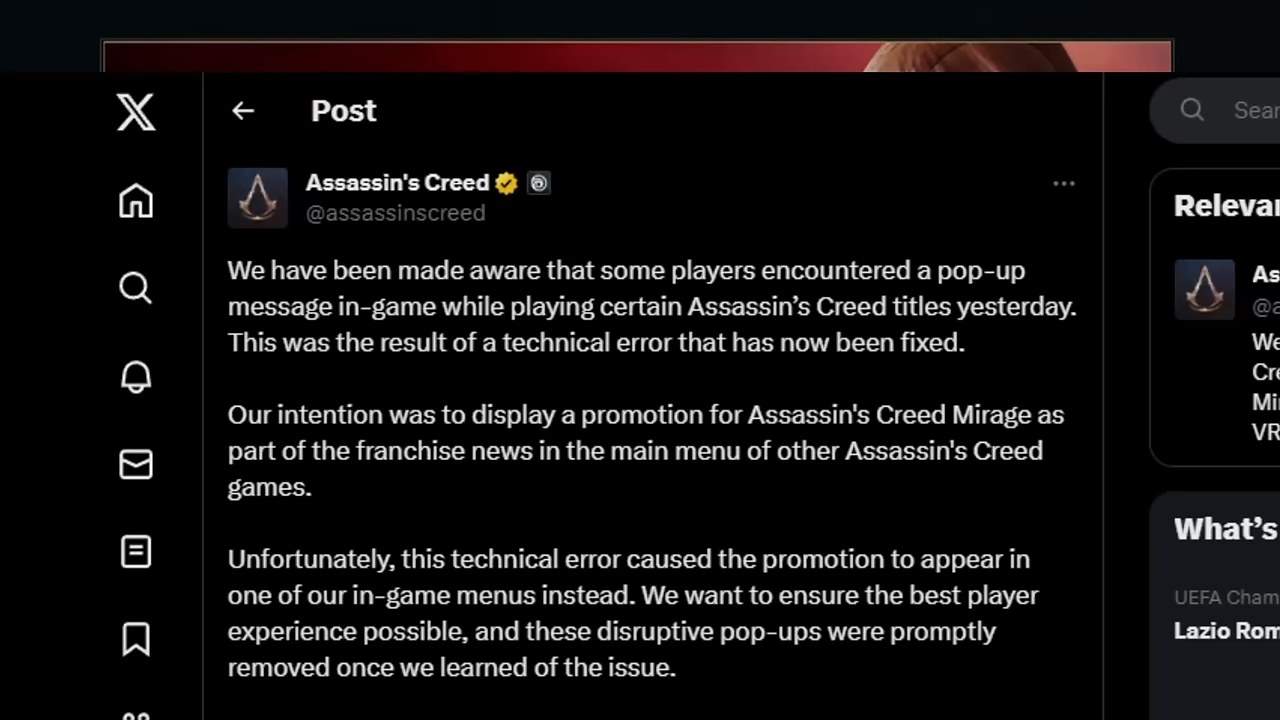 Post
Assassin's Creed
@assassinscreed
We have been made aware that some players encountered a pop-up
message in-game while playing certain Assassin’s Creed titles yesterday.
This was the result of a technical error that has now been fixed.
Our intention was to display a promotion for Assassin's Creed Mirage as
part of the franchise news in the main menu of other Assassin's Creed
games.
Unfortunately, this technical error caused the promotion to appear in
one of our in-game menus instead. We want to ensure the best player
experience possible, and these disruptive pop-ups were promptly
removed once we learned of the issue.
Sear
Relevan
As
@a
We
Cre
Mir
VR
What’s
UEFA Cham
Lazio Rom